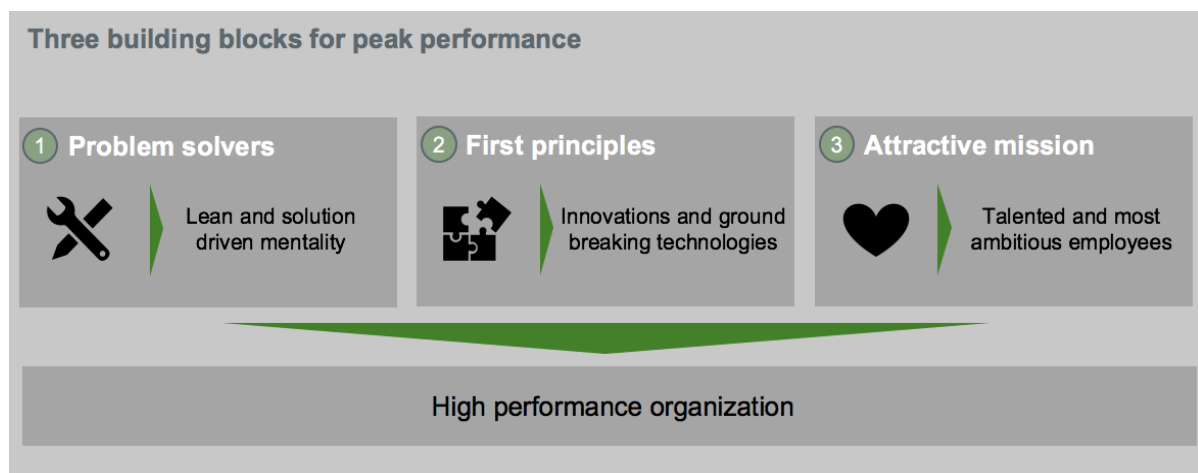 Three building blocks for peak performance
1 Problem solvers
Lean and solution
driven mentality
2 First principles
Innovations and ground
breaking technologies
3 Attractive mission
Talented and most
ambitious employees
High performance organization